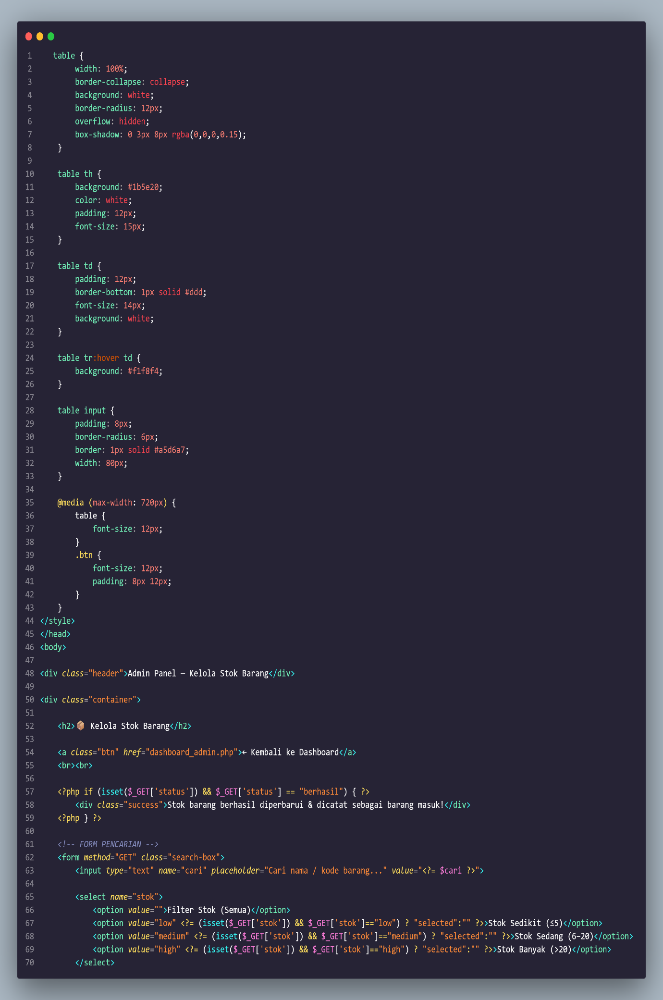 1 table {
2 width: 100%;
3 border-collapse: collapse;
4 background: white;
5 border-radius: 12px;
6 overflow: hidden;
7 box-shadow: 0 3px 8px rgba(0,0,0,0.15);
8 }
9
10 table th {
11 background: #1b5e20;
12 color: white;
13 padding: 12px;
14 font-size: 15px;
15 }
16
17 table td {
18 padding: 12px;
19 border-bottom: 1px solid #ddd;
20 font-size: 14px;
21 background: white;
22 }
23
24 table tr:hover td {
25 background: #f1f8f4;
26 }
27
28 table input {
29 padding: 8px;
30 border-radius: 6px;
31 border: 1px solid #a5d6a7;
32 width: 80px;
33 }
34
35 @media (max-width: 720px) {
36 table {
37 font-size: 12px;
38 }
39 .btn {
40 font-size: 12px;
41 padding: 8px 12px;
42 }
43 }
44 </style>
45 </head>
46 <body>
47
48 <div class="header">Admin Panel – Kelola Stok Barang</div>
49
50 <div class="container">
51
52 <h2>📦 Kelola Stok Barang</h2>
53
54 <a class="btn" href="dashboard_admin.php">← Kembali ke Dashboard</a>
55 <br><br>
56
57 <?php if (isset($_GET['status']) && $_GET['status'] == "berhasil") { ?>
58 <div class="success">Stok barang berhasil diperbarui & dicatat sebagai barang masuk!</div>
59 <?php } ?>
60
61 <!-- FORM PENCARIAN -->
62 <form method="GET" class="search-box">
63 <input type="text" name="cari" placeholder="Cari nama / kode barang..." value="<?= $cari ?>">
64
65 <select name="stok">
66 <option value="">Filter Stok (Semua)</option>
67 <option value="low" <?= (isset($_GET['stok']) && $_GET['stok']=="low") ? "selected":"" ?>>Stok Sedikit (≤5)</option>
68 <option value="medium" <?= (isset($_GET['stok']) && $_GET['stok']=="medium") ? "selected":"" ?>>Stok Sedang (6–20)</option>
69 <option value="high" <?= (isset($_GET['stok']) && $_GET['stok']=="high") ? "selected":"" ?>>Stok Banyak (>20)</option>
70 </select>